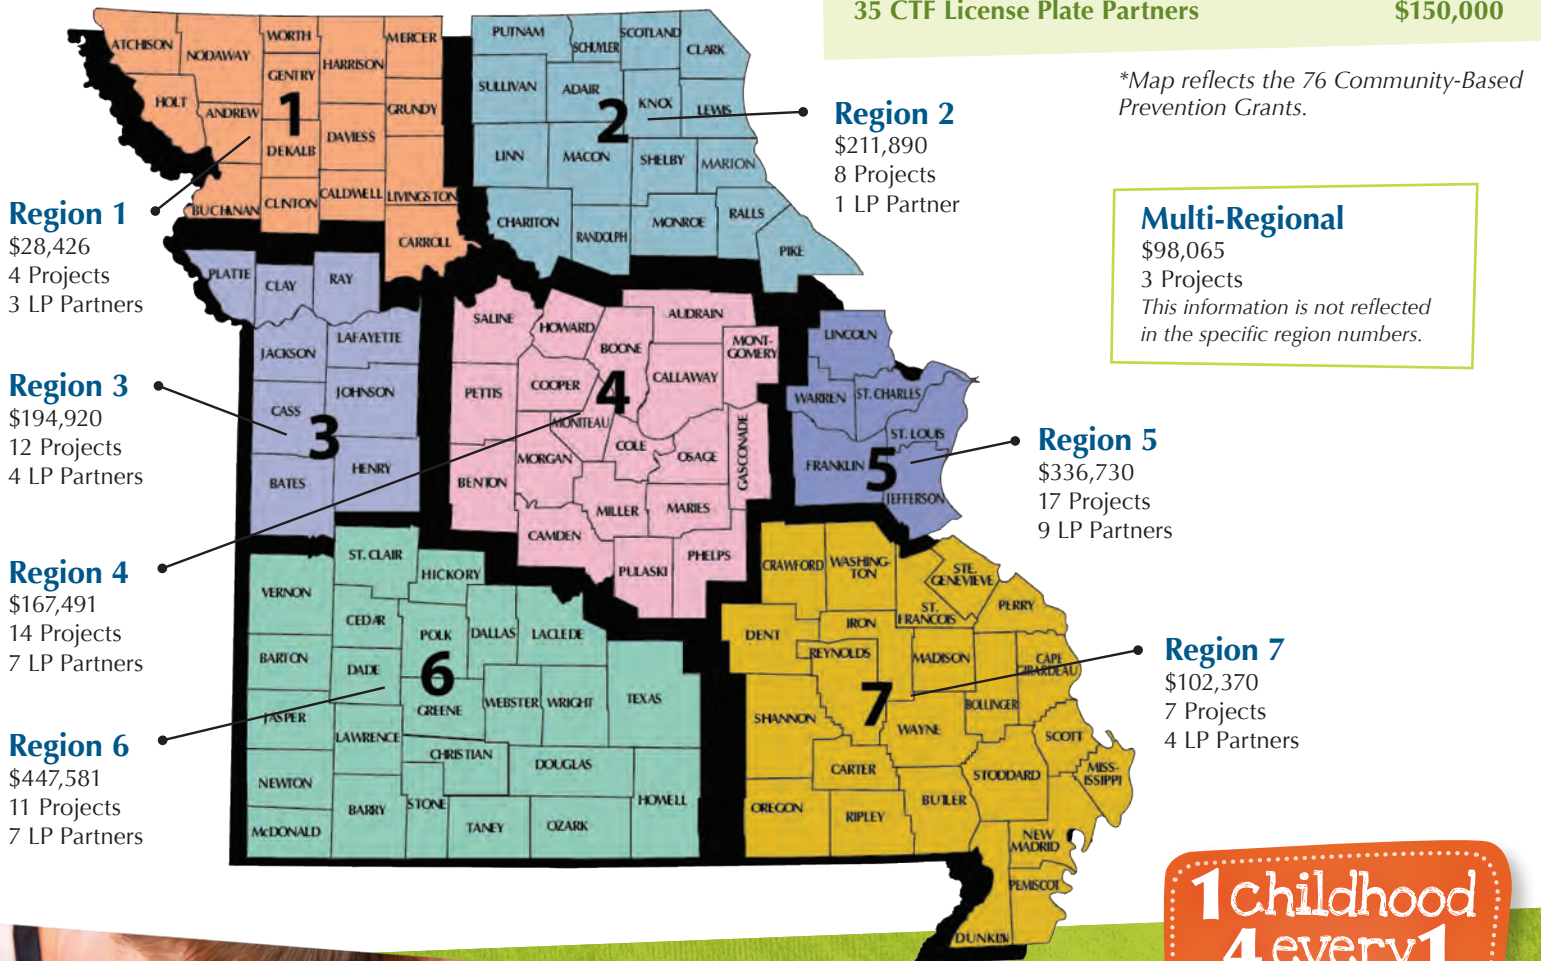 35 CTF License Plate Partners $150,000
*Map reflects the 76 Community-Based
Prevention Grants.
Multi-Regional
$98,065
3 Projects
This information is not reflected
in the specific region numbers.
Region 1
$28,426
4 Projects
3 LP Partners
Region 2
$211,890
8 Projects
1 LP Partner
Region 3
$194,920
12 Projects
4 LP Partners
Region 4
$167,491
14 Projects
7 LP Partners
Region 5
$336,730
17 Projects
9 LP Partners
Region 6
$447,581
11 Projects
7 LP Partners
Region 7
$102,370
7 Projects
4 LP Partners
1
ATCHISON
NODAWAY
WORTH
HARRISON
MERCER
GENTRY
HOLT
ANDREW
GRUNDY
DEKALB
DAVIESS
BUCHANAN
CLINTON
CALDWELL
LIVINGSTON
CARROLL
2
PUTNAM
SCHUYLER
SCOTLAND
CLARK
SULLIVAN
ADAIR
KNOX
LEWIS
LINN
MACON
SHELBY
MARION
CHARITON
RANDOLPH
MONROE
RALLS
PIKE
3
PLATTE
CLAY
RAY
JACKSON
LAFAYETTE
CASS
JOHNSON
BATES
HENRY
4
SALINE
HOWARD
BOONE
AUDRAIN
MONT-
GOMERY
PETTIS
COOPER
CALLAWAY
MONITEAU
COLE
OSAGE
GASCONADE
BENTON
MORGAN
MILLER
MARIES
CAMDEN
PULASKI
PHELPS
5
LINCOLN
WARREN
ST. CHARLES
ST. LOUIS
FRANKLIN
JEFFERSON
6
ST. CLAIR
HICKORY
VERNON
CEDAR
POLK
DALLAS
LACLEDE
BARTON
DADE
GREENE
WEBSTER
WRIGHT
TEXAS
JASPER
LAWRENCE
CHRISTIAN
DOUGLAS
NEWTON
BARRY
STONE
TANEY
OZARK
HOWELL
McDONALD
7
CRAWFORD
WASHING-
TON
STE.
GENEVIEVE
ST.
FRANCOIS
PERRY
DENT
IRON
REYNOLDS
MADISON
CAPE
GIRARDEAU
SHANNON
BOLLINGER
WAYNE
SCOTT
CARTER
STODDARD
MISS-
ISSIPPI
OREGON
RIPLEY
BUTLER
NEW
MADRID
PEMISCOT
DUNKLIN
1 childhood
4 every 1